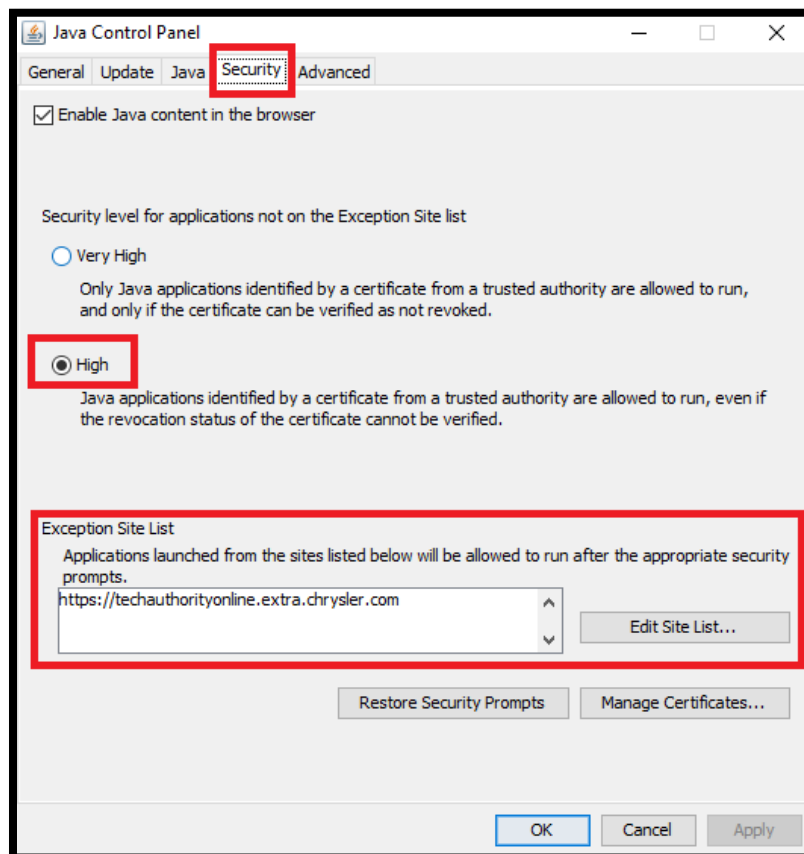 Java Control Panel
General Update Java Security Advanced
Enable Java content in the browser
Security level for applications not on the Exception Site list
Very High
Only Java applications identified by a certificate from a trusted authority are allowed to run,
and only if the certificate can be verified as not revoked.
High
Java applications identified by a certificate from a trusted authority are allowed to run, even if
the revocation status of the certificate cannot be verified.
Exception Site List
Applications launched from the sites listed below will be allowed to run after the appropriate security
prompts.
https://techauthorityonline.extra.chrysler.com
Edit Site List...
Restore Security Prompts Manage Certificates...
OK Cancel Apply